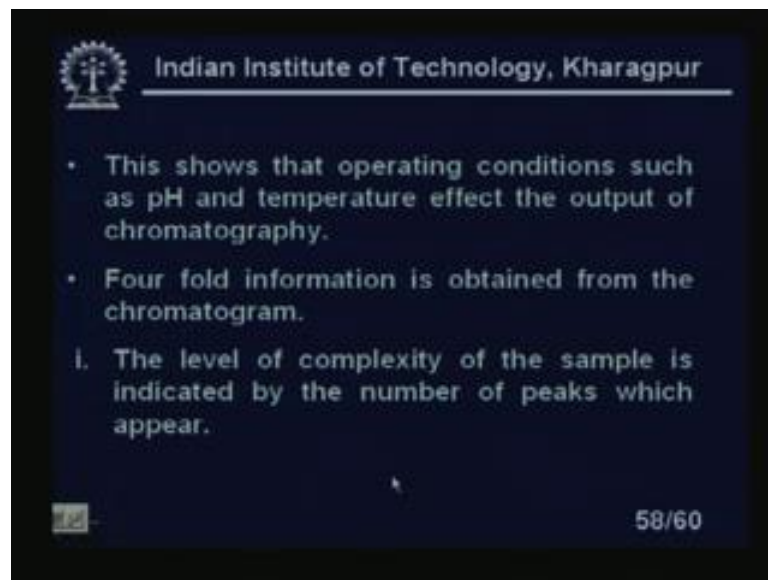 Indian Institute of Technology, Kharagpur
• This shows that operating conditions such
as pH and temperature effect the output of
chromatography.
• Four fold information is obtained from the
chromatogram.
i. The level of complexity of the sample is
indicated by the number of peaks which
appear.
58/60